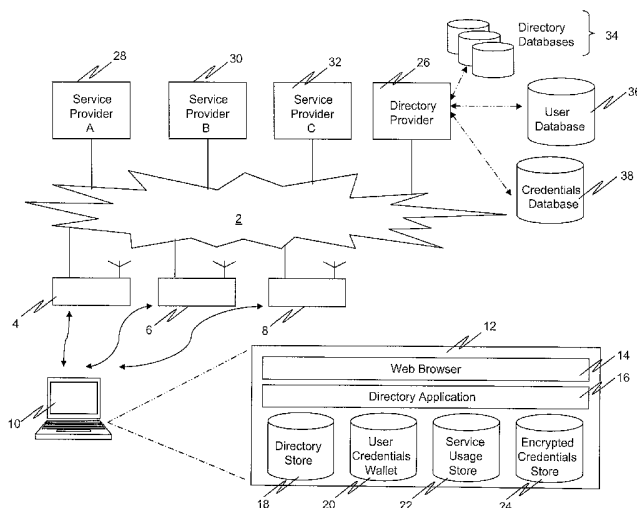 28
30
32
26
Directory
Databases
34
Service
Provider
A
Service
Provider
B
Service
Provider
C
Directory
Provider
36
User
Database
38
Credentials
Database
2
4
6
8
10
12
14
Web Browser
16
Directory Application
Directory
Store
User
Credentials
Wallet
Service
Usage
Store
Encrypted
Credentials
Store
18
20
22
24